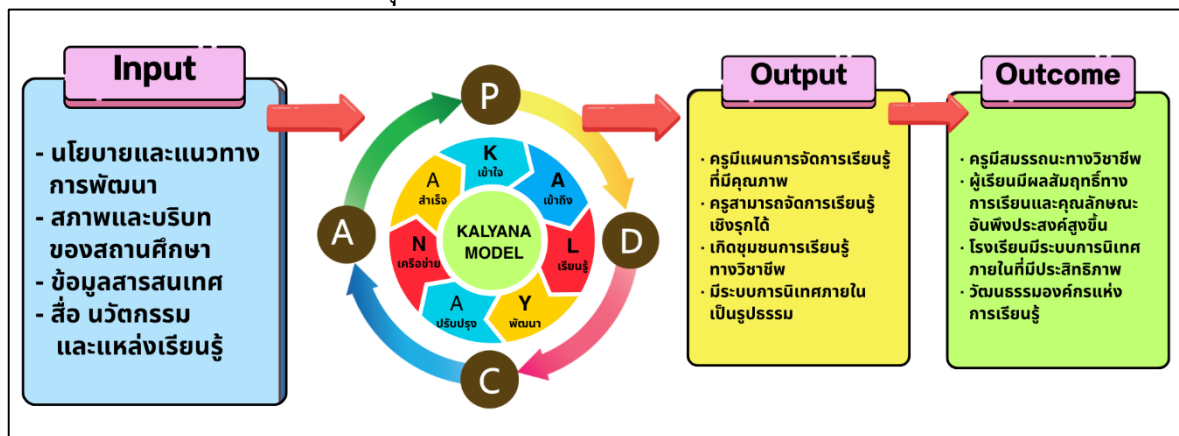 Input
- นโยบายและแนวทาง
การพัฒนา
- สภาพและบริบท
ของสถานศึกษา
- ข้อมูลสารสนเทศ
- สื่อ นวัตกรรม
และแหล่งเรียนรู้
P
D
C
A
K
เข้าใจ
A
เข้าถึง
L
เรียนรู้
Y
พัฒนา
A
ปรับปรุง
N
เครือข่าย
A
สำเร็จ
KALYANA
MODEL
Output
· ครูมีแผนการจัดการเรียนรู้
ที่มีคุณภาพ
· ครูสามารถจัดการเรียนรู้
เชิงรุกได้
· เกิดชุมชนการเรียนรู้
ทางวิชาชีพ
· มีระบบการนิเทศภายใน
เป็นรูปธรรม
Outcome
· ครูมีสมรรถนะทางวิชาชีพ
· ผู้เรียนมีผลสัมฤทธิ์ทาง
การเรียนและคุณลักษณะ
อันพึงประสงค์สูงขึ้น
· โรงเรียนมีระบบการนิเทศ
ภายในที่มีประสิทธิภาพ
· วัฒนธรรมองค์กรแห่ง
การเรียนรู้